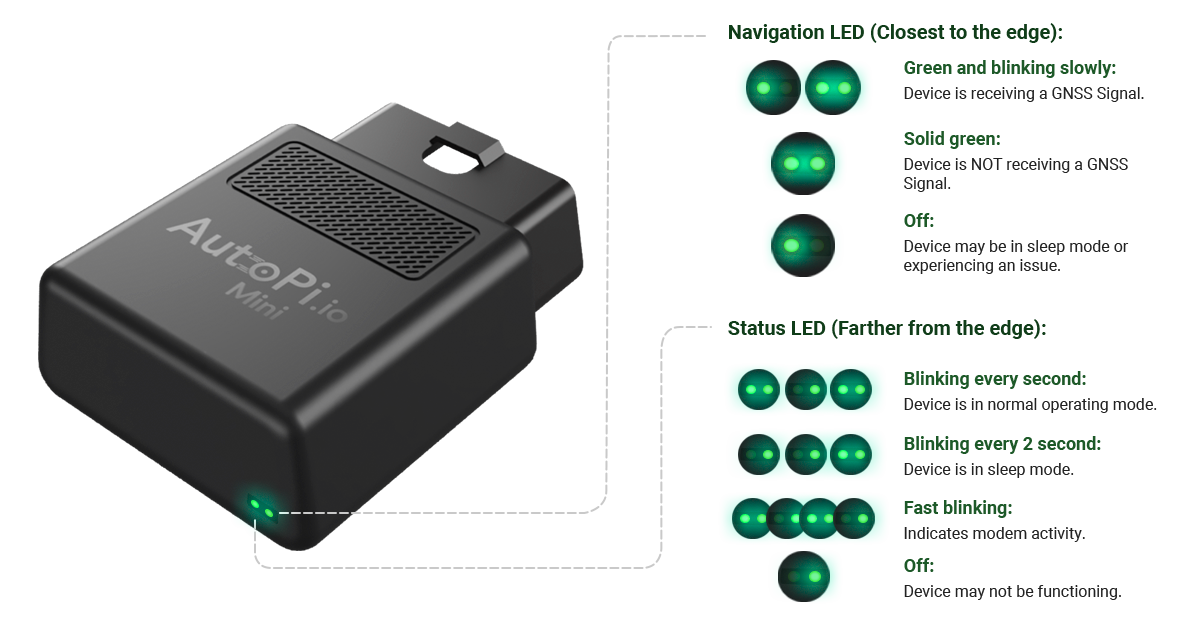 Navigation LED (Closest to the edge):
Green and blinking slowly:
Device is receiving a GNSS Signal.
Solid green:
Device is NOT receiving a GNSS
Signal.
Off:
Device may be in sleep mode or
experiencing an issue.
AutoPi.io
Mini
Status LED (Farther from the edge):
Blinking every second:
Device is in normal operating mode.
Blinking every 2 second:
Device is in sleep mode.
Fast blinking:
Indicates modem activity.
Off:
Device may not be functioning.